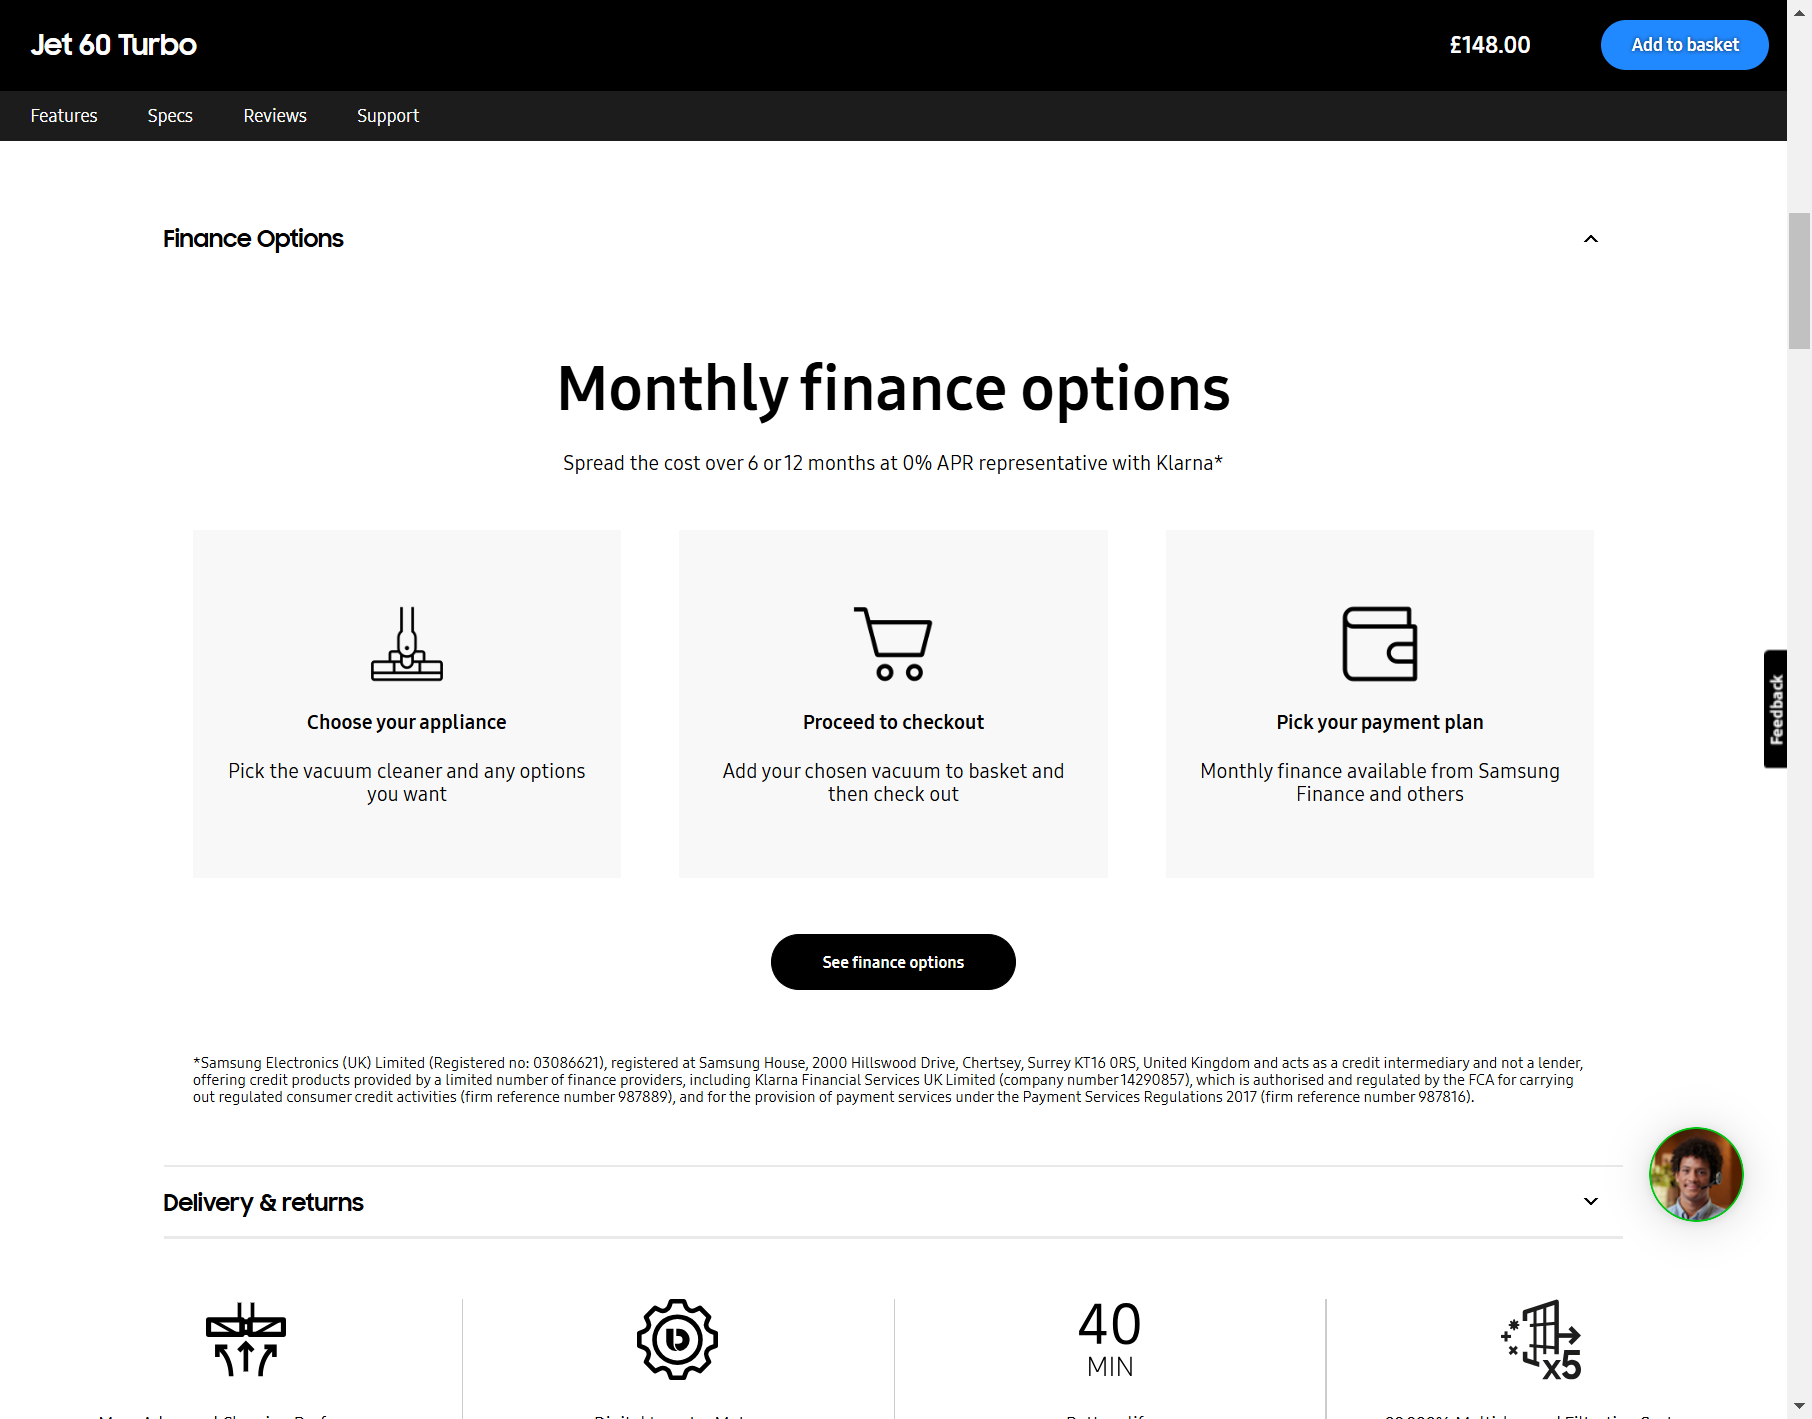 Jet 60 Turbo
£148.00
Add to basket
Features
Specs
Reviews
Support
Finance Options
Monthly finance options
Spread the cost over 6 or 12 months at 0% APR representative with Klarna*
Choose your appliance
Pick the vacuum cleaner and any options
you want
Proceed to checkout
Add your chosen vacuum to basket and
then check out
Pick your payment plan
Monthly finance available from Samsung
Finance and others
Feedback
See finance options
*Samsung Electronics (UK) Limited (Registered no: 03086621), registered at Samsung House, 2000 Hillswood Drive, Chertsey, Surrey KT16 0RS, United Kingdom and acts as a credit intermediary and not a lender,
offering credit products provided by a limited number of finance providers, including Klarna Financial Services UK Limited (company number 14290857), which is authorised and regulated by the FCA for carrying
out regulated consumer credit activities (firm reference number 987889), and for the provision of payment services under the Payment Services Regulations 2017 (firm reference number 987816).
Delivery & returns
40
MIN
x5